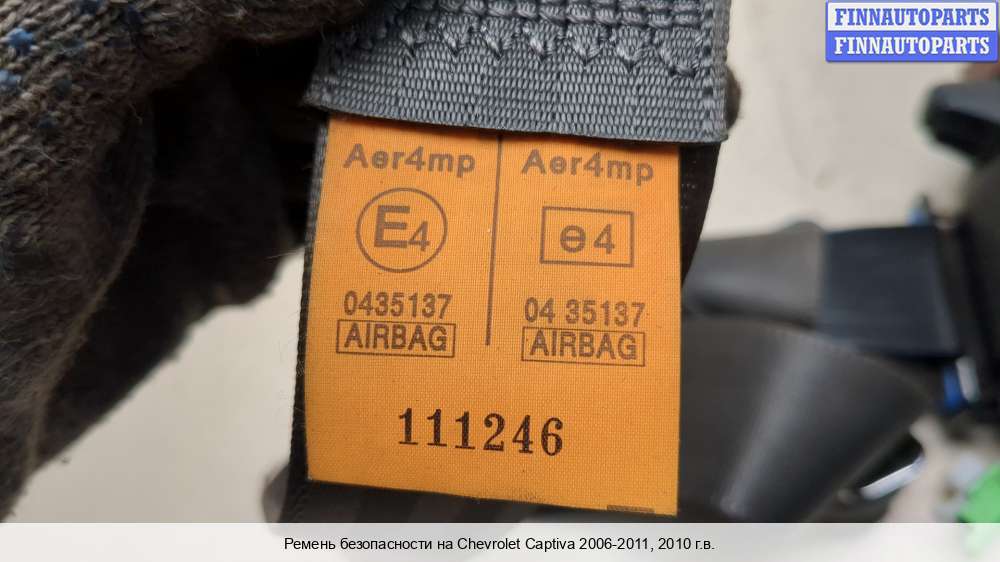 FINNAUTOPARTS
FINNAUTOPARTS
Aer4mp Aer4mp
E4 e4
0435137 04 35137
AIRBAG AIRBAG
111246
Ремень безопасности на Chevrolet Captiva 2006-2011, 2010 г.в.